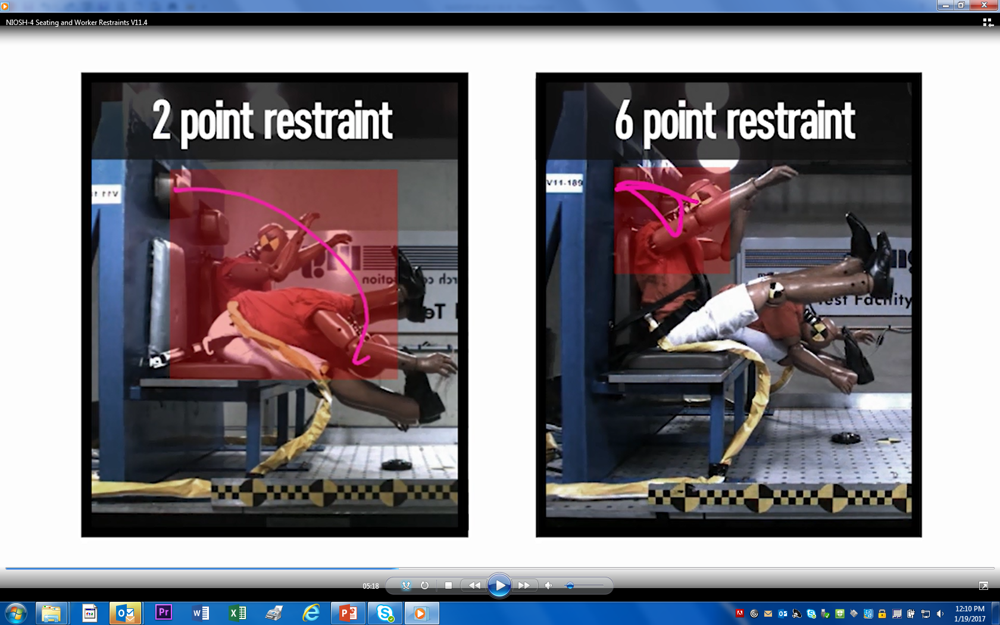 NIOSH-4 Seating and Worker Restraints V11.4
2 point restraint
6 point restraint
V11-189
Test Facility
05:18
Pr
W
X
P
S
12:10 PM
1/19/2017